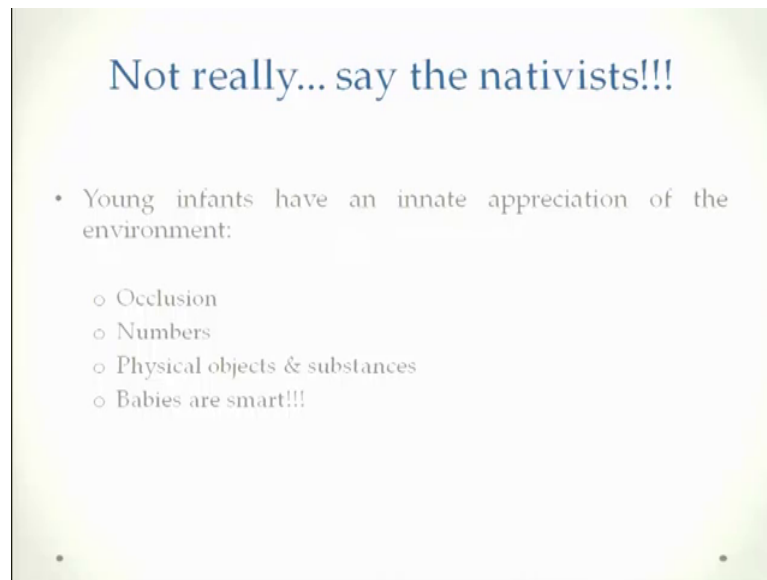 Not really... say the nativists!!!
• Young infants have an innate appreciation of the
environment:
o Occlusion
o Numbers
o Physical objects & substances
o Babies are smart!!!